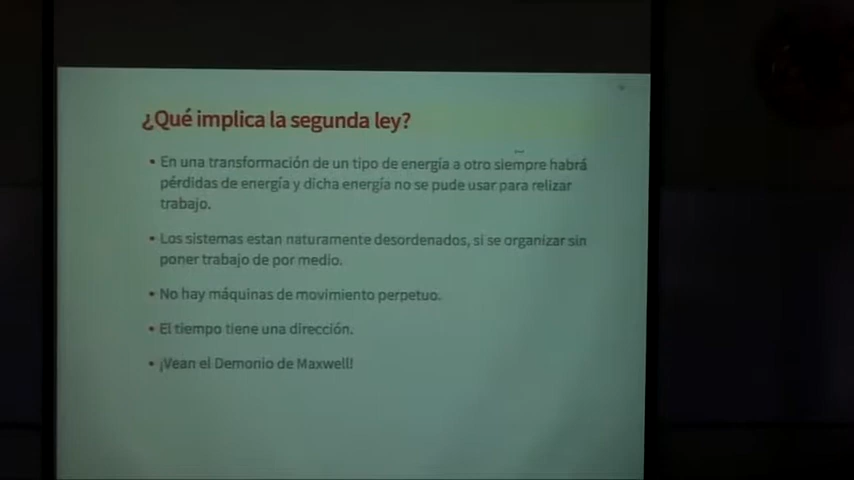 ¿Qué implica la segunda ley?
• En una transformación de un tipo de energía a otro siempre habrá
pérdidas de energía y dicha energía no se pude usar para relizar
trabajo.
• Los sistemas estan naturamente desordenados, si se organizar sin
poner trabajo de por medio.
• No hay máquinas de movimiento perpetuo.
• El tiempo tiene una dirección.
• ¡Vean el Demonio de Maxwell!